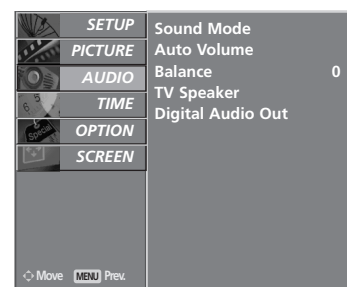 SETUP
PICTURE
AUDIO
TIME
OPTION
SCREEN
Sound Mode
Auto Volume
Balance 0
TV Speaker
Digital Audio Out
Move MENU Prev.